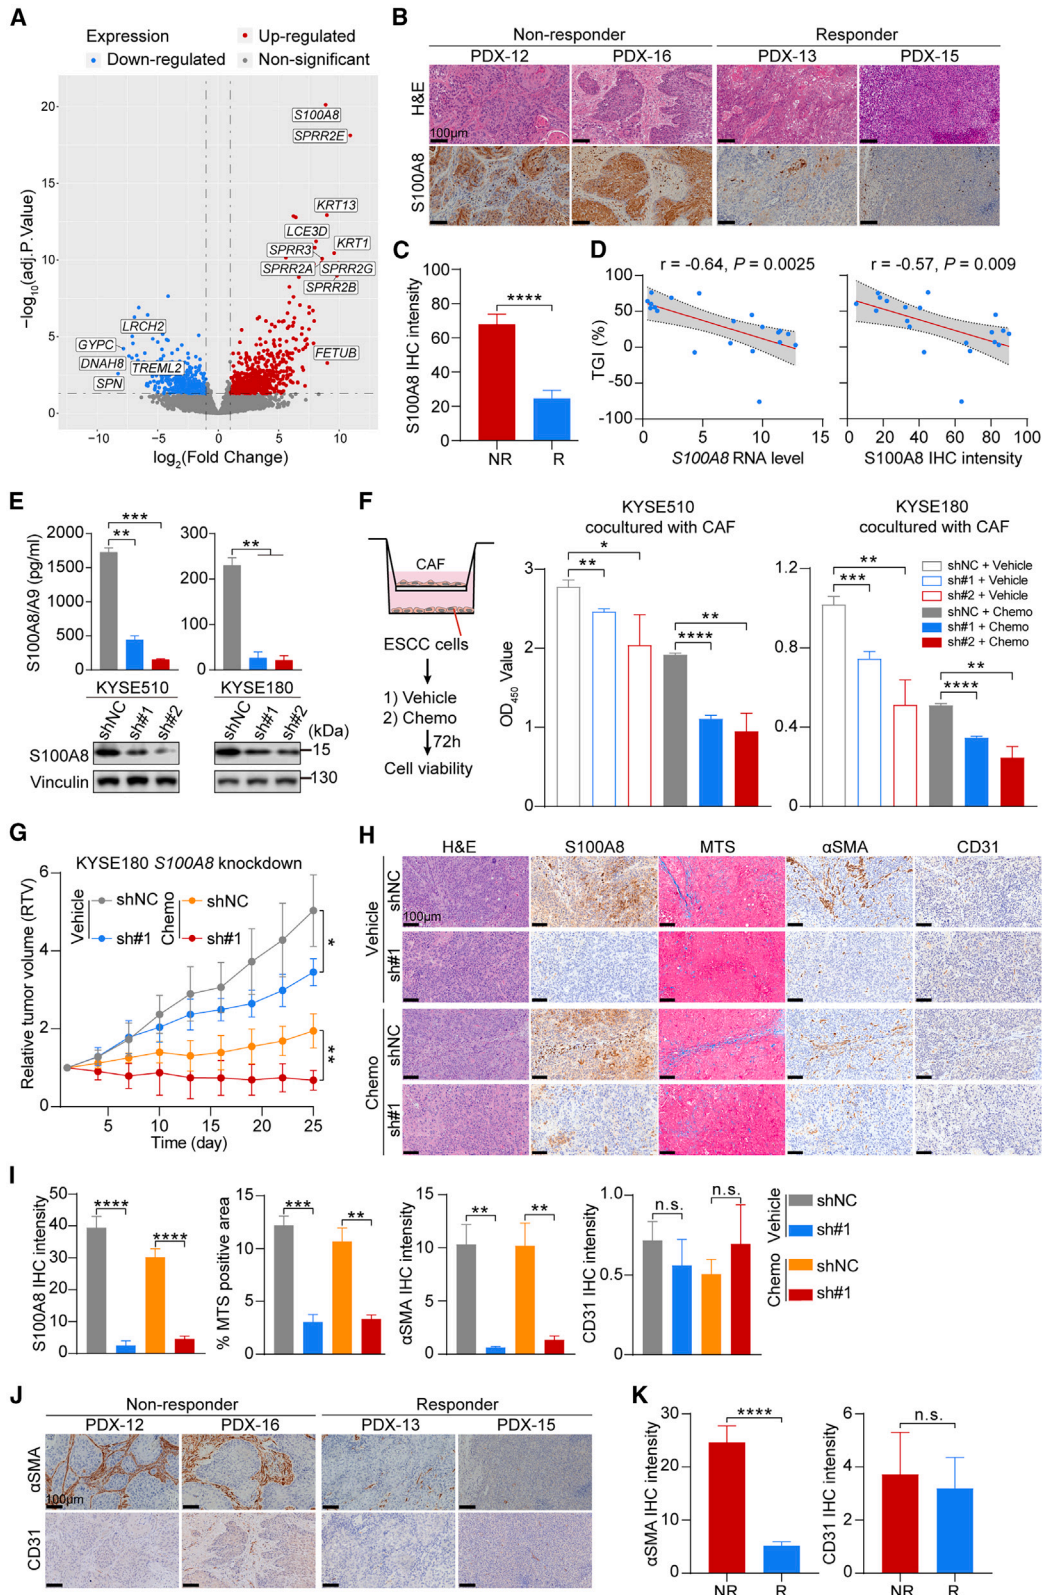 A
Expression
Up-regulated
Down-regulated
Non-significant
−log10(adj.P.Value)
20
15
10
5
0
S100A8
SPRR2E
KRT13
LCE3D
KRT1
SPRR3
SPRR2A
SPRR2G
SPRR2B
LRCH2
GYPC
DNAH8
TREML2
SPN
FETUB
−10
−5
0
5
10
log2(Fold Change)
B
Non-responder
Responder
PDX-12
PDX-16
PDX-13
PDX-15
H&E
100μm
S100A8
C
S100A8 IHC intensity
100
80
60
40
20
0
****
NR
R
D
r = -0.64, P = 0.0025
r = -0.57, P = 0.009
TGI (%)
100
50
0
-50
-100
0
5
10
15
S100A8 RNA level
0
20
40
60
80
100
S100A8 IHC intensity
E
S100A8/A9 (pg/ml)
2000
1500
1000
500
0
***
**
300
200
100
0
**
KYSE510
KYSE180
shNC
sh#1
sh#2
shNC
sh#1
sh#2
(kDa)
S100A8
15
Vinculin
130
F
CAF
ESCC cells
1) Vehicle
2) Chemo
72h
Cell viability
KYSE510
cocultured with CAF
OD450 Value
3
2
1
0
*
**
**
****
KYSE180
cocultured with CAF
1.2
0.8
0.4
0
**
***
**
****
shNC + Vehicle
sh#1 + Vehicle
sh#2 + Vehicle
shNC + Chemo
sh#1 + Chemo
sh#2 + Chemo
G
KYSE180 S100A8 knockdown
Relative tumor volume (RTV)
6
4
2
0
Vehicle
shNC
sh#1
Chemo
shNC
sh#1
*
**
5
10
15
20
25
Time (day)
H
H&E
S100A8
MTS
αSMA
CD31
Vehicle
shNC
sh#1
Chemo
shNC
sh#1
100μm
I
S100A8 IHC intensity
50
40
30
20
10
0
****
****
% MTS positive area
15
10
5
0
***
**
αSMA IHC intensity
15
10
5
0
**
**
CD31 IHC intensity
1.0
0.5
0
n.s.
n.s.
Vehicle
shNC
sh#1
Chemo
shNC
sh#1
J
Non-responder
Responder
PDX-12
PDX-16
PDX-13
PDX-15
αSMA
100μm
CD31
K
αSMA IHC intensity
30
20
10
0
****
NR
R
CD31 IHC intensity
6
4
2
0
n.s.
NR
R